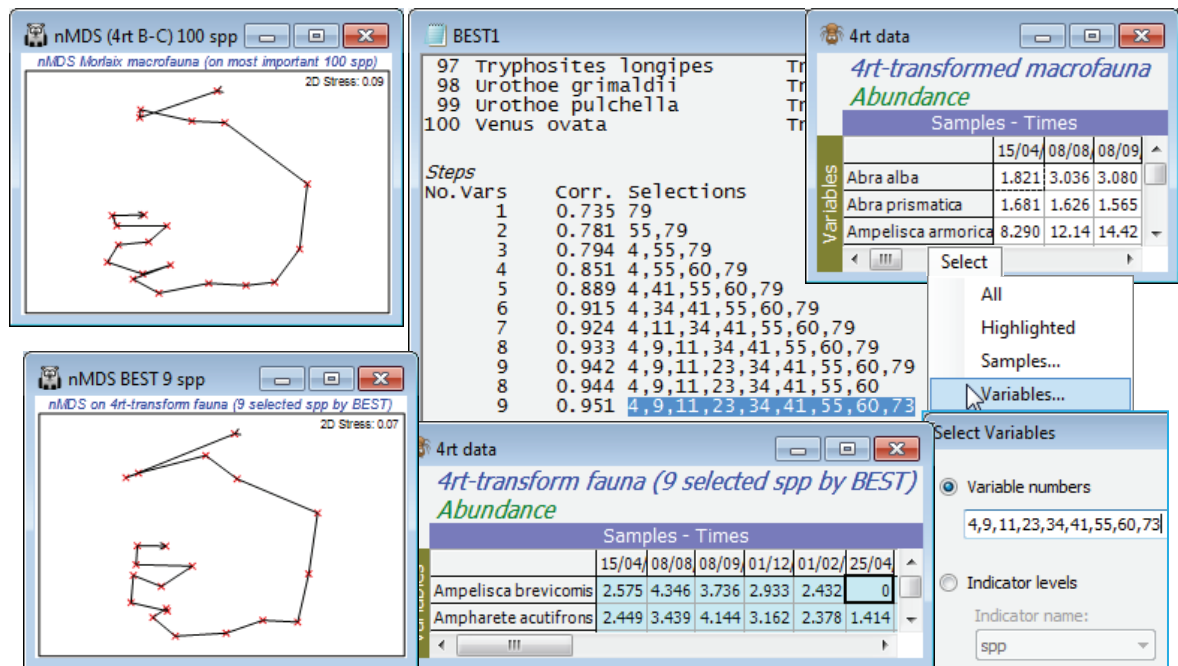 nMDS (4rt B-C) 100 spp
nMDS Morlaix macrofauna (on most important 100 spp)
2D Stress: 0.09
BEST1
97 Tryphosites longipes Tr
98 Urothoe grimaldii Tr
99 Urothoe pulchella Tr
100 Venus ovata Tr
Steps
No.Vars Corr. Selections
1 0.735 79
2 0.781 55,79
3 0.794 4,55,79
4 0.851 4,55,60,79
5 0.889 4,41,55,60,79
6 0.915 4,34,41,55,60,79
7 0.924 4,11,34,41,55,60,79
8 0.933 4,9,11,34,41,55,60,79
9 0.942 4,9,11,23,34,41,55,60,79
8 0.944 4,9,11,23,34,41,55,60
9 0.951 4,9,11,23,34,41,55,60,73
4rt data
4rt-transformed macrofauna
Abundance
Samples - Times
Variables
15/04/ 08/08/ 08/09/
Abra alba 1.821 3.036 3.080
Abra prismatica 1.681 1.626 1.565
Ampelisca armorica 8.290 12.14 14.42
Select
All
Highlighted
Samples...
Variables...
nMDS BEST 9 spp
nMDS on 4rt-transform fauna (9 selected spp by BEST)
2D Stress: 0.07
4rt data
4rt-transform fauna (9 selected spp by BEST)
Abundance
Samples - Times
15/04/ 08/08/ 08/09/ 01/12/ 01/02/ 25/04/
Ampelisca brevicornis 2.575 4.346 3.736 2.933 2.432 0
Ampharete acutifrons 2.449 3.439 4.144 3.162 2.378 1.414
Select Variables
Variable numbers
4,9,11,23,34,41,55,60,73
Indicator levels
Indicator name:
spp